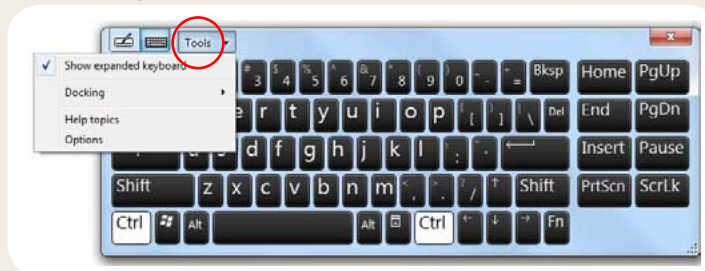 Tools
Show expanded keyboard
Docking
Help topics
Options
# 3 $ 4 % 5 ^ 6 & 7 * 8 ( 9 ) 0 - = Bksp Home PgUp
e r t y u i o p [ ] \ Del End PgDn
d f g h j k l ; Insert Pause
Shift z x c v b n m , . / Shift PrtScn ScrLk
Ctrl Alt Alt Ctrl Fn